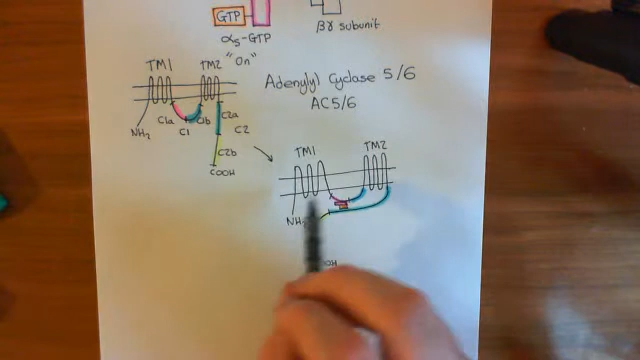 GTP
αs-GTP
βγ subunit
"On"
TM1 TM2
Adenylyl Cyclase 5/6
AC5/6
C1a C1b C2a
NH2 C1 C2
C2b
COOH
TM1 TM2
NH2